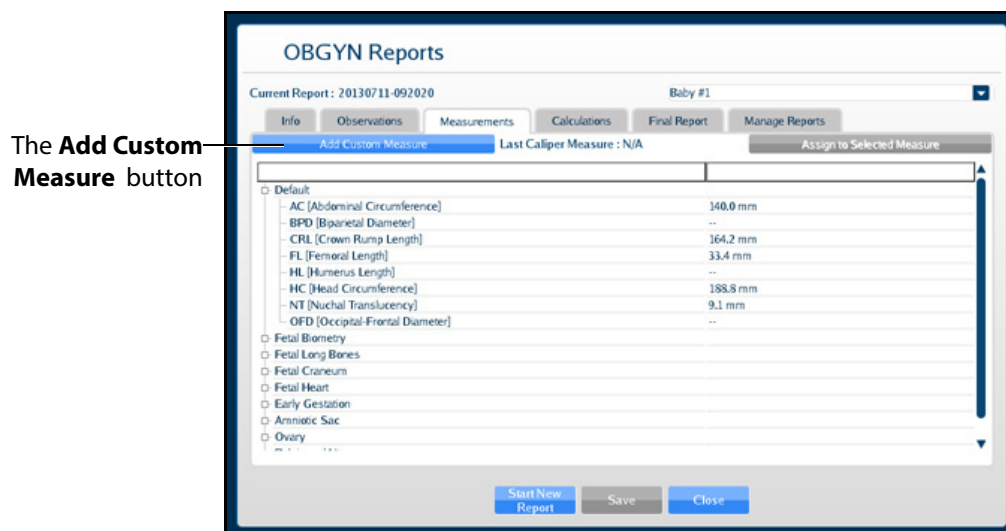 OBGYN Reports
Current Report : 20130711-092020 Baby #1
Info Observations Measurements Calculations Final Report Manage Reports
The Add Custom Measure button
Add Custom Measure Last Caliper Measure : N/A Assign to Selected Measure
Default
AC [Abdominal Circumference] 140.0 mm
BPD [Biparietal Diameter] --
CRL [Crown Rump Length] 164.2 mm
FL [Femoral Length] 33.4 mm
HL [Humerus Length] --
HC [Head Circumference] 188.8 mm
NT [Nuchal Translucency] 9.1 mm
OFD [Occipital-Frontal Diameter] --
Fetal Biometry
Fetal Long Bones
Fetal Craneum
Fetal Heart
Early Gestation
Amniotic Sac
Ovary
Start New Report Save Close